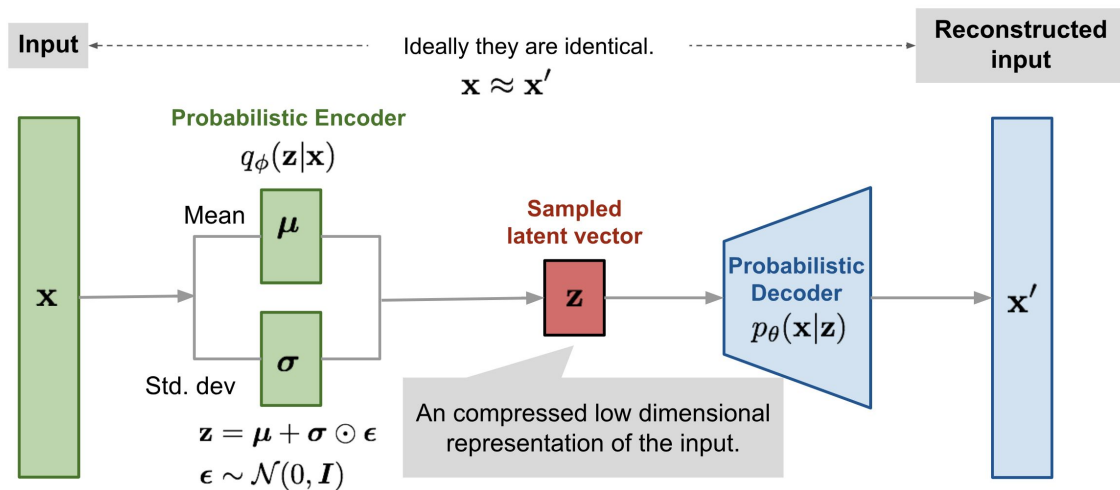 Input
Ideally they are identical.
Reconstructed
input
x ≈ x′
Probabilistic Encoder
qϕ(z|x)
Mean
μ
Sampled
latent vector
Probabilistic
Decoder
pθ(x|z)
x
z
x′
σ
Std. dev
z = μ + σ ⊙ ϵ
ϵ ∼ 𝒩(0, I)
An compressed low dimensional
representation of the input.